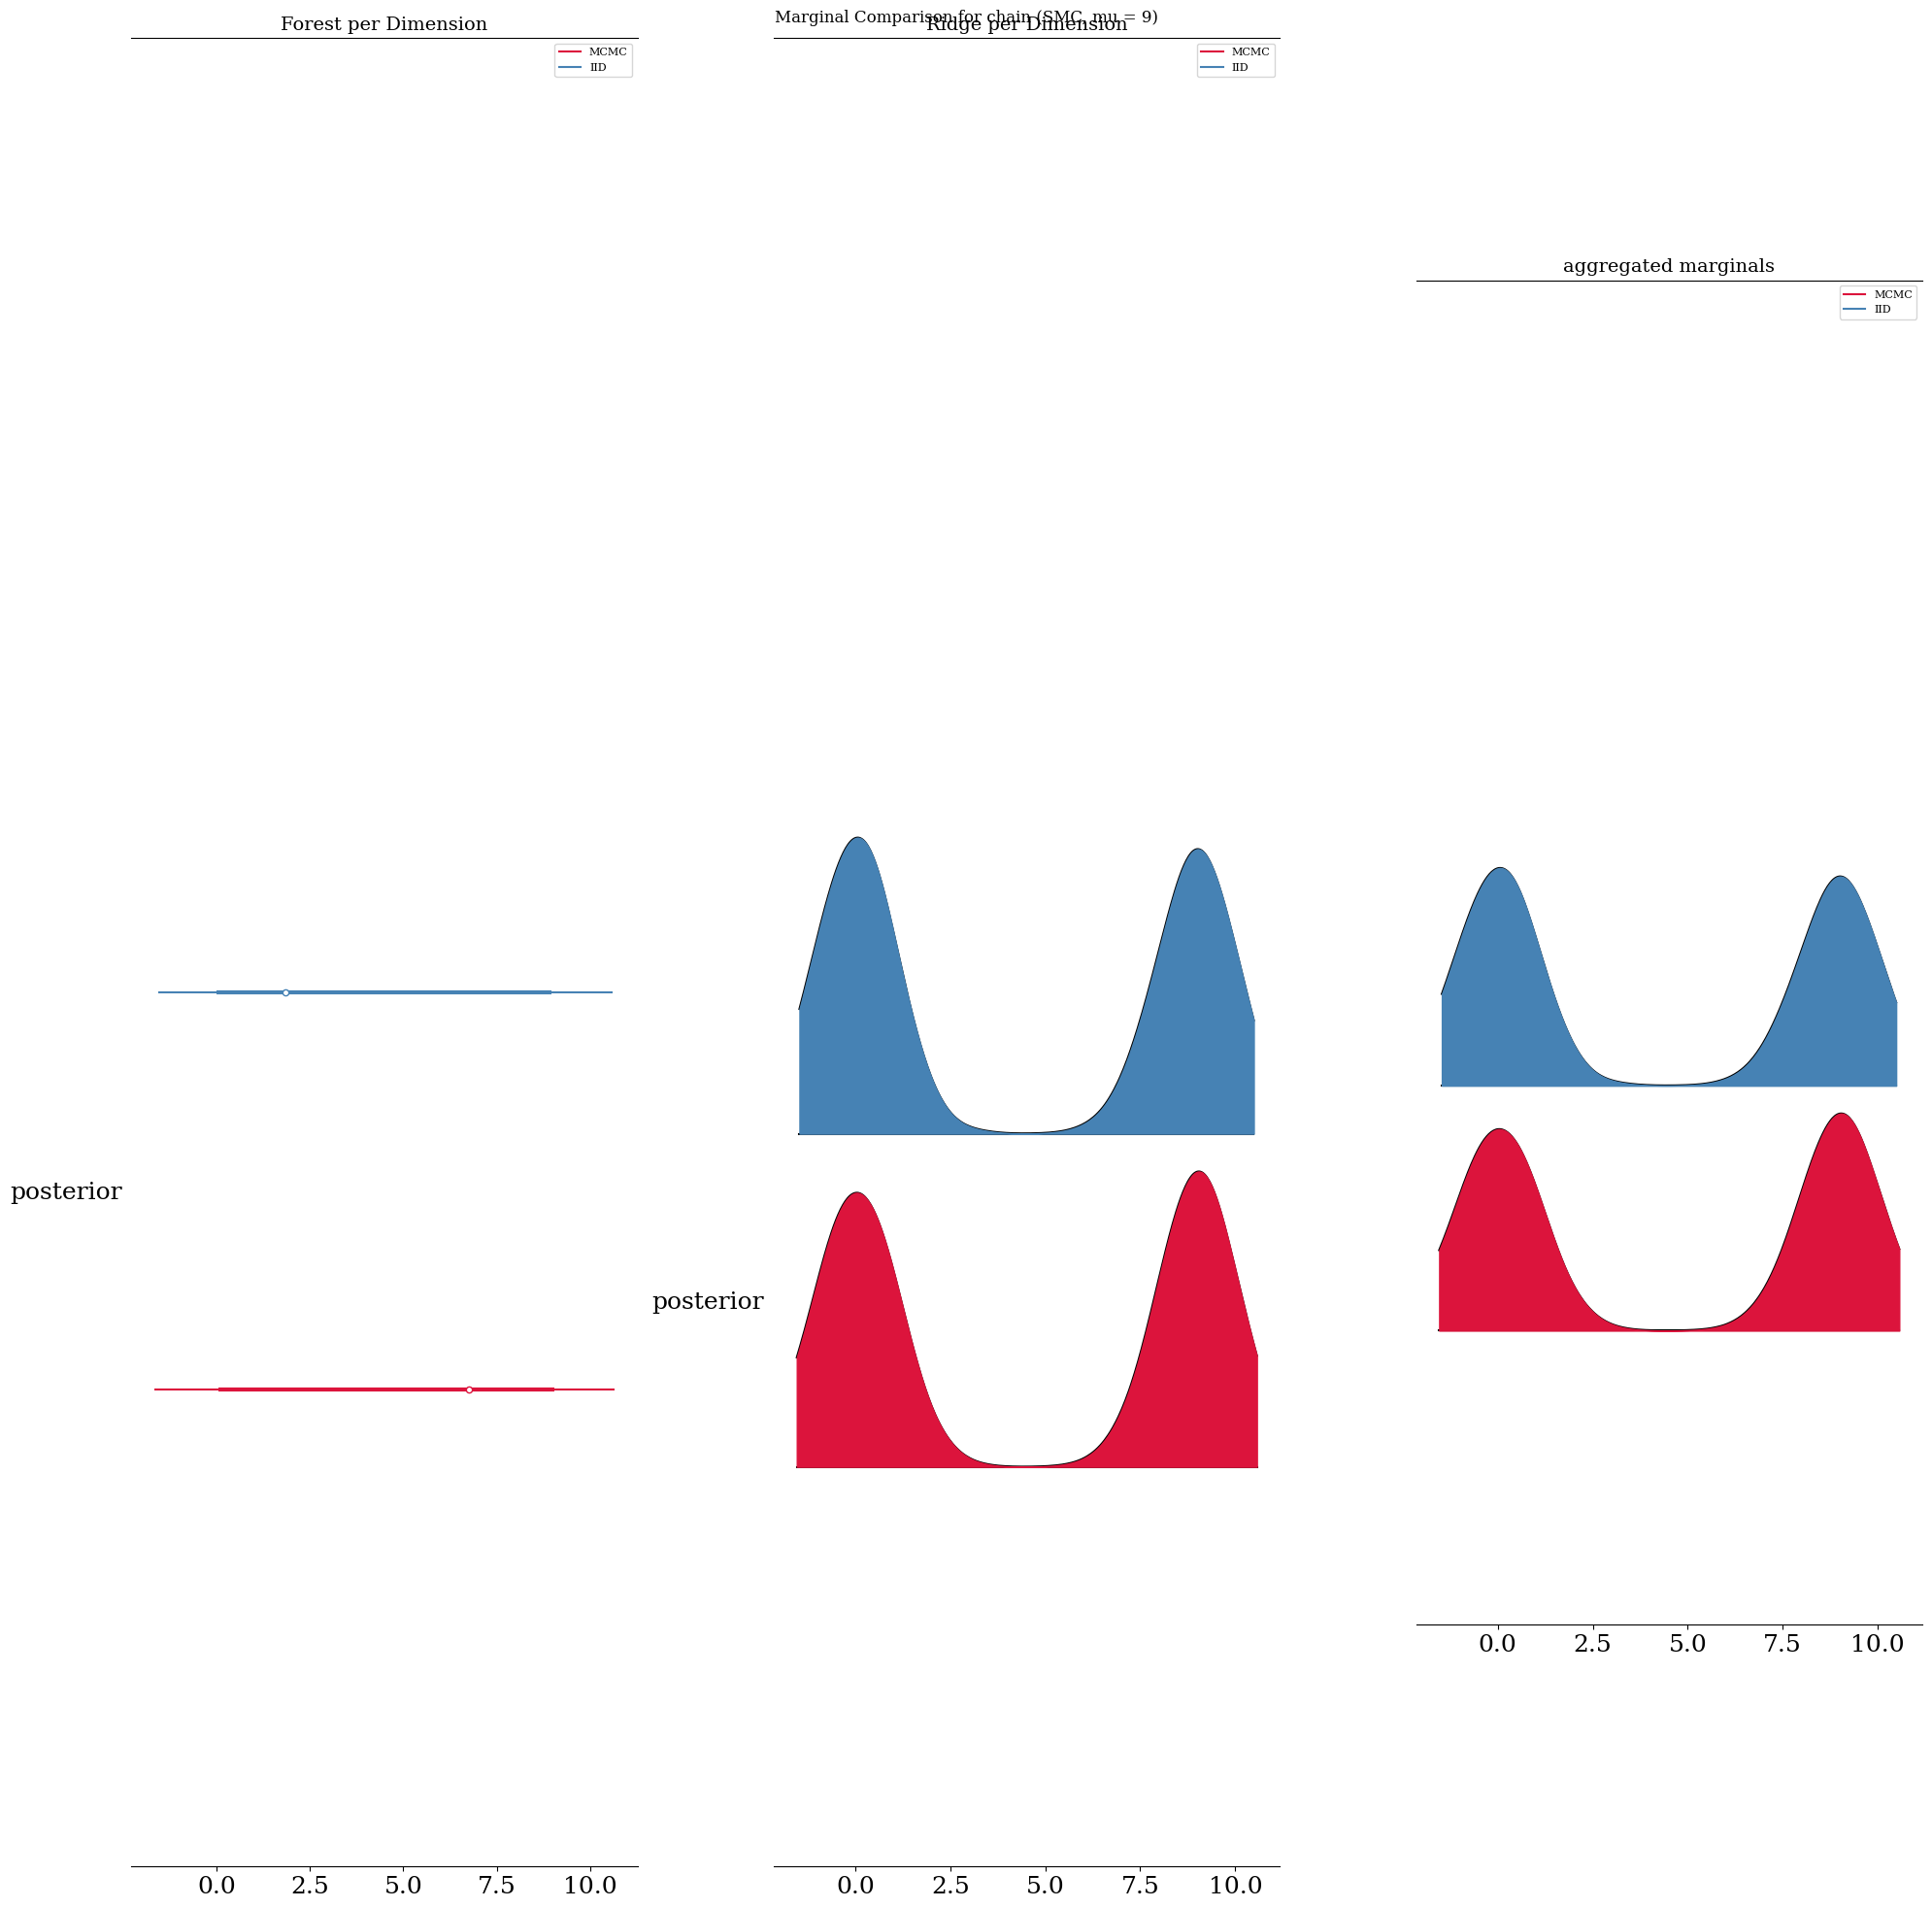 Marginal Comparison for chain (SMC, mu = 9)
Forest per Dimension
MCMC
IID
posterior
0.0 2.5 5.0 7.5 10.0
Ridge per Dimension
MCMC
IID
posterior
0.0 2.5 5.0 7.5 10.0
aggregated marginals
MCMC
IID
0.0 2.5 5.0 7.5 10.0